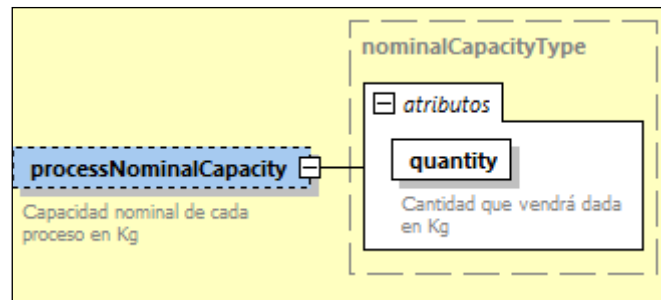 nominalCapacityType
atributos
processNominalCapacity
quantity
Capacidad nominal de cada
proceso en Kg
Cantidad que vendrá dada
en Kg